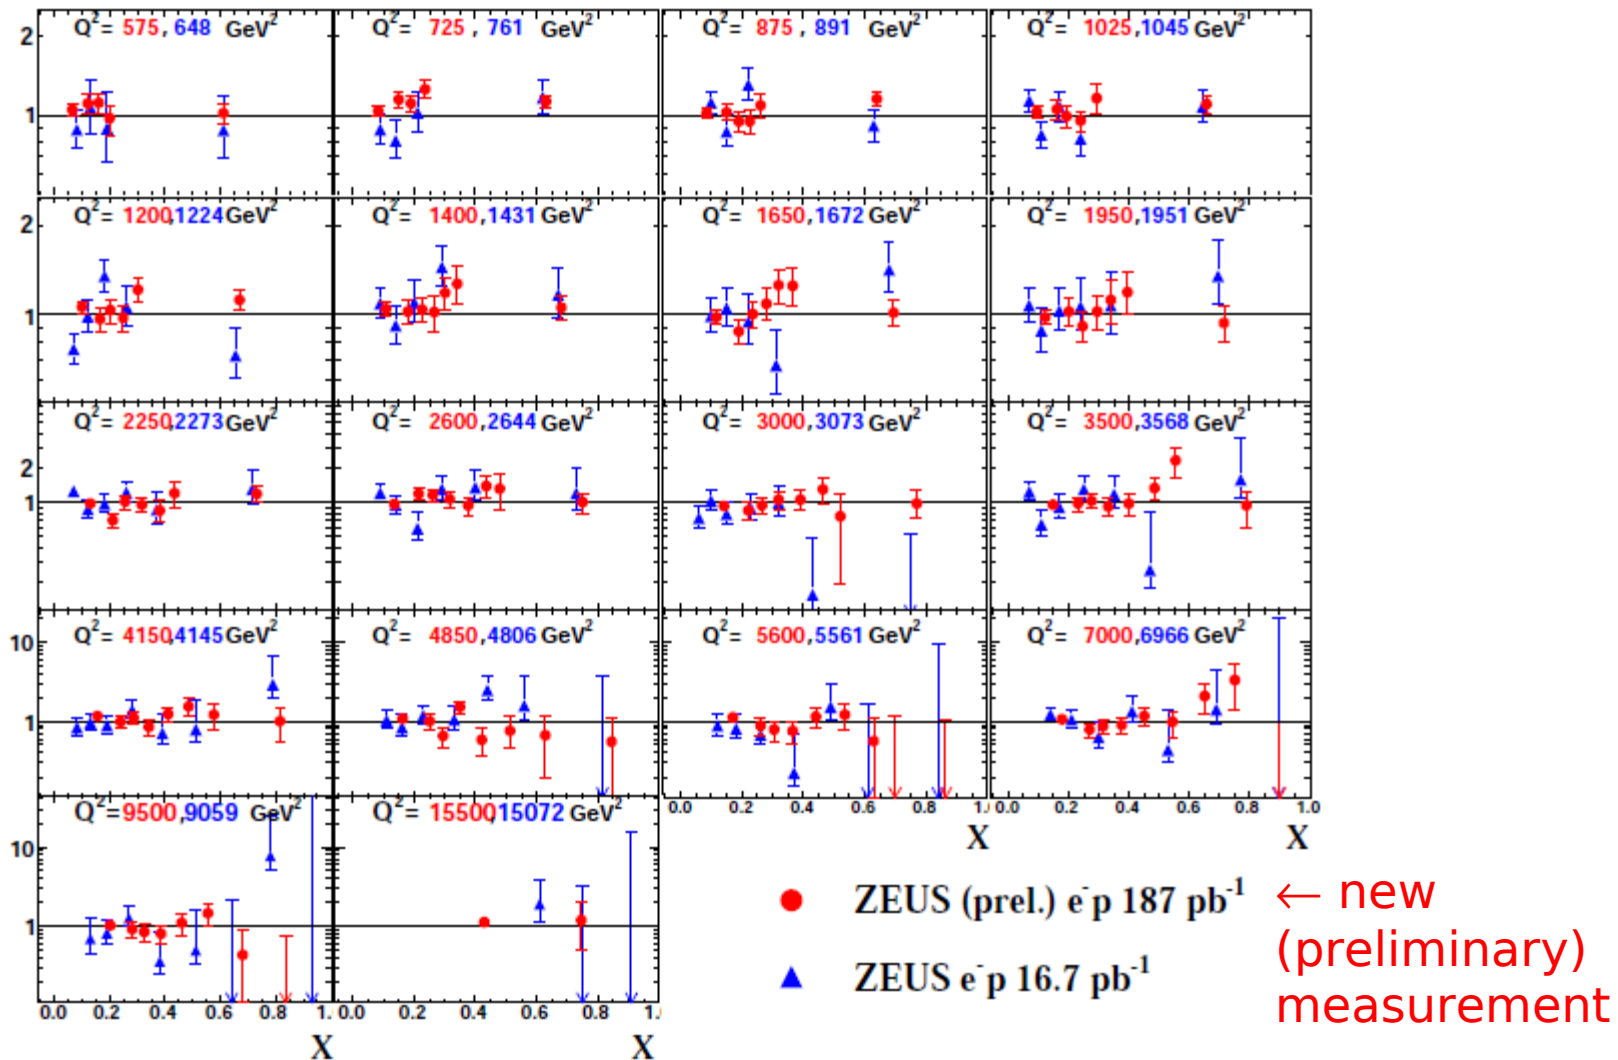 Q²= 575, 648 GeV²
Q²= 725 , 761 GeV²
Q²= 875 , 891 GeV²
Q²= 1025,1045 GeV²
2
1
Q²= 1200,1224 GeV²
Q²= 1400,1431 GeV²
Q²= 1650,1672 GeV²
Q²= 1950,1951 GeV²
2
1
Q²= 2250,2273 GeV²
Q²= 2600,2644 GeV²
Q²= 3000,3073 GeV²
Q²= 3500,3568 GeV²
2
1
Q²= 4150,4145 GeV²
Q²= 4850,4806 GeV²
Q²= 5600,5561 GeV²
Q²= 7000,6966 GeV²
10
1
0.0 0.2 0.4 0.6 0.8 1.0
0.0 0.2 0.4 0.6 0.8 1.0
X
X
Q²=9500,9059 GeV²
Q²= 15500,15072 GeV²
10
1
0.0 0.2 0.4 0.6 0.8
0.0 0.2 0.4 0.6 0.8 1.
X
X
ZEUS (prel.) e⁻p 187 pb⁻¹
← new
(preliminary)
measurement
ZEUS e⁻p 16.7 pb⁻¹